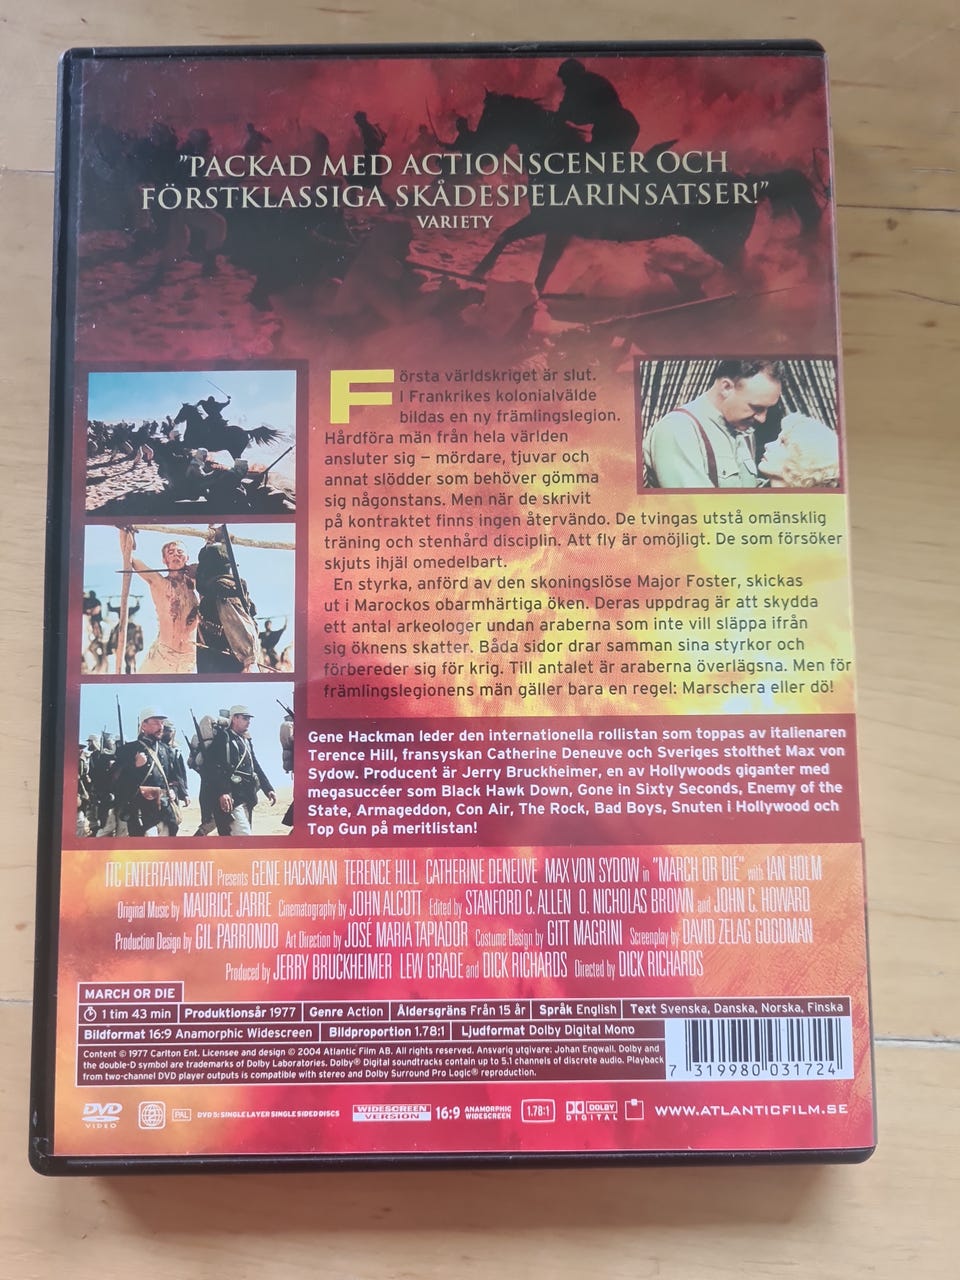 ”PACKAD MED ACTIONSCENER OCH
FÖRSTKLASSIGA SKÅDESPELARINSATSER!”
VARIETY
Första världskriget är slut.
I Frankrikes kolonialvälde
bildas en ny främlingslegion.
Hårdföra män från hela världen
ansluter sig – mördare, tjuvar och
annat slödder som behöver gömma
sig någonstans. Men när de skrivit
på kontraktet finns ingen återvändo. De tvingas utstå omänsklig
träning och stenhård disciplin. Att fly är omöjligt. De som försöker
skjuts ihjäl omedelbart.
En styrka, anförd av den skoningslöse Major Foster, skickas
ut i Marockos obarmhärtiga öken. Deras uppdrag är att skydda
ett antal arkeologer undan araberna som inte vill släppa ifrån
sig öknens skatter. Båda sidor drar samman sina styrkor och
förbereder sig för krig. Till antalet är araberna överlägsna. Men för
främlingslegionens män gäller bara en regel: Marschera eller dö!
Gene Hackman leder den internationella rollistan som toppas av italienaren
Terence Hill, fransyskan Catherine Deneuve och Sveriges stolthet Max von
Sydow. Producent är Jerry Bruckheimer, en av Hollywoods giganter med
megasuccéer som Black Hawk Down, Gone in Sixty Seconds, Enemy of the
State, Armageddon, Con Air, The Rock, Bad Boys, Snuten i Hollywood och
Top Gun på meritlistan!
ITC ENTERTAINMENT Presents GENE HACKMAN TERENCE HILL CATHERINE DENEUVE MAX VON SYDOW in "MARCH OR DIE" with IAN HOLM
Original Music by MAURICE JARRE Cinematography by JOHN ALCOTT Edited by STANFORD C. ALLEN O. NICHOLAS BROWN and JOHN C. HOWARD
Production Design by GIL PARRONDO Art Direction by JOSÉ MARIA TAPIADOR Costume Design by GITT MAGRINI Screenplay by DAVID ZELAG GOODMAN
Produced by JERRY BRUCKHEIMER LEW GRADE and DICK RICHARDS Directed by DICK RICHARDS
MARCH OR DIE
1 tim 43 min Produktionsår 1977 Genre Action Åldersgräns Från 15 år Språk English Text Svenska, Danska, Norska, Finska
Bildformat 16:9 Anamorphic Widescreen Bildproportion 1.78:1 Ljudformat Dolby Digital Mono
Content © 1977 Carlton Ent. Licensee and design © 2004 Atlantic Film AB. All rights reserved. Ansvarig utgivare: Johan Engwall. Dolby and
the double-D symbol are trademarks of Dolby Laboratories. Dolby® Digital soundtracks contain up to 5.1 channels of discrete audio. Playback
from two-channel DVD player outputs is compatible with stereo and Dolby Surround Pro Logic® reproduction.
7 319980 031724
DVD VIDEO 2 PAL DVD 5: SINGLE LAYER SINGLE SIDED DISCS WIDESCREEN VERSION 16:9 ANAMORPHIC WIDESCREEN 1.78:1 DOLBY DIGITAL WWW.ATLANTICFILM.SE